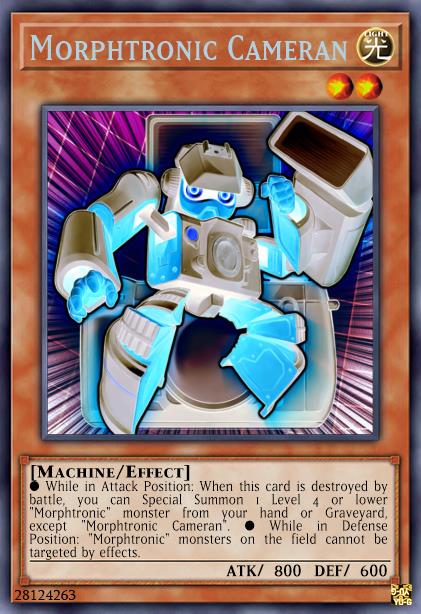 MORPHTRONIC CAMERAN
LIGHT
光
[MACHINE/EFFECT]
● While in Attack Position: When this card is destroyed by
battle, you can Special Summon 1 Level 4 or lower
"Morphtronic" monster from your hand or Graveyard,
except "Morphtronic Cameran". ● While in Defense
Position: "Morphtronic" monsters on the field cannot be
targeted by effects.
ATK/ 800 DEF/ 600
28124263